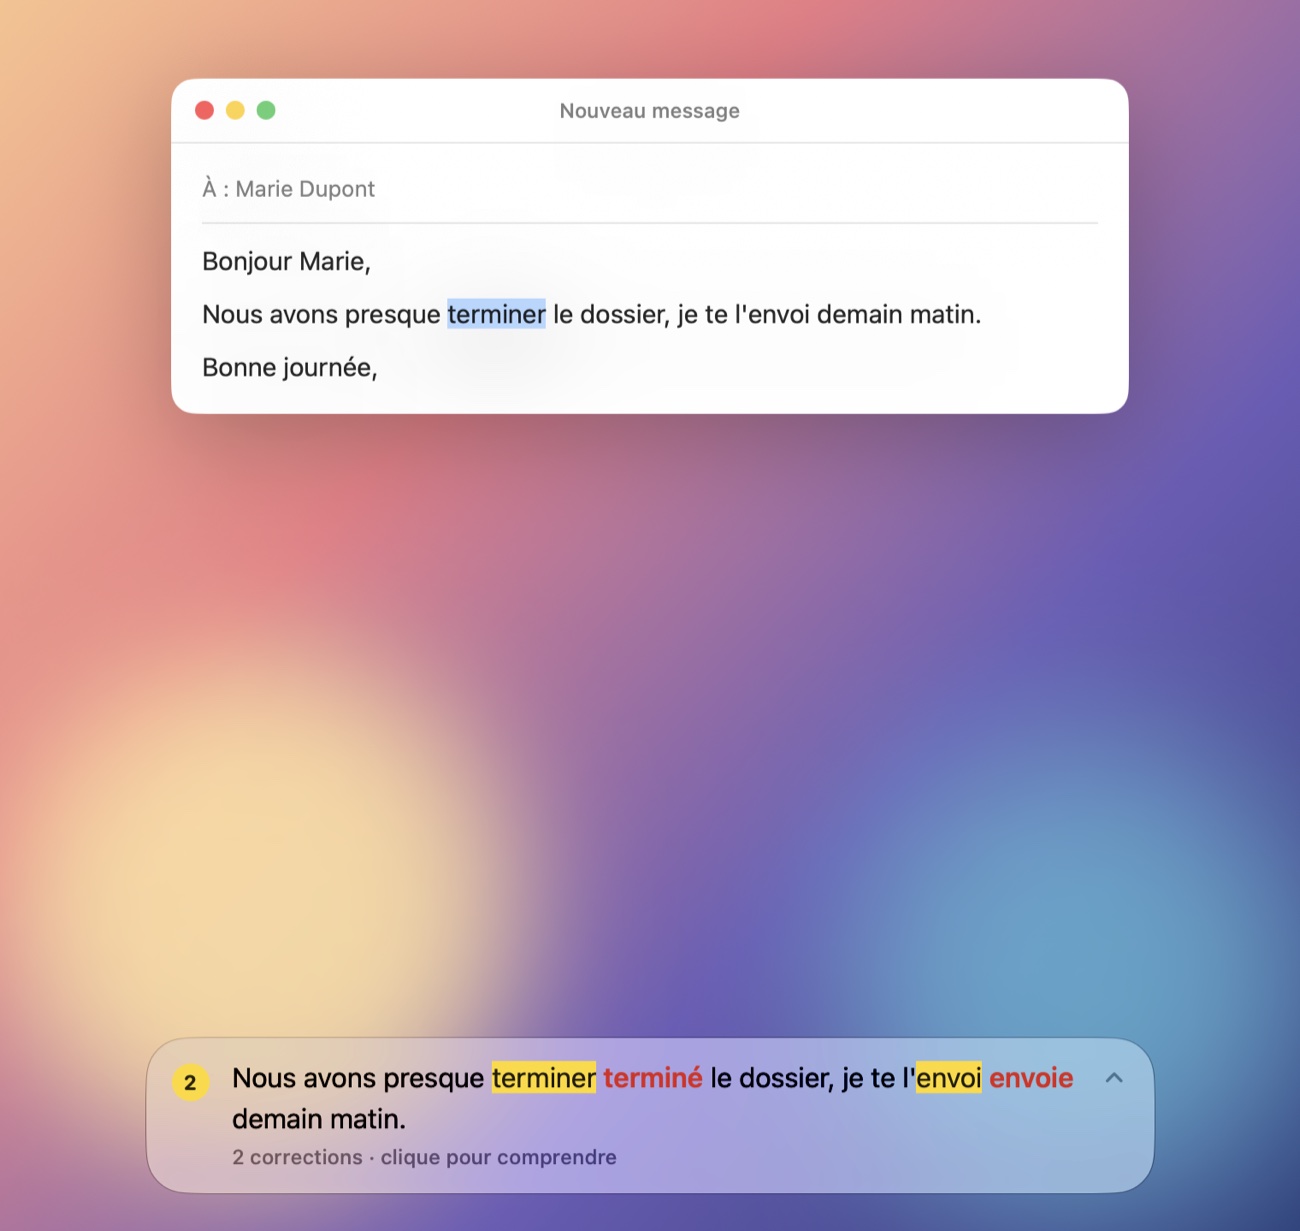 Nouveau message
À : Marie Dupont
Bonjour Marie,
Nous avons presque terminer le dossier, je te l'envoi demain matin.
Bonne journée,
2
Nous avons presque terminer terminé le dossier, je te l'envoi envoie
demain matin.
2 corrections · clique pour comprendre